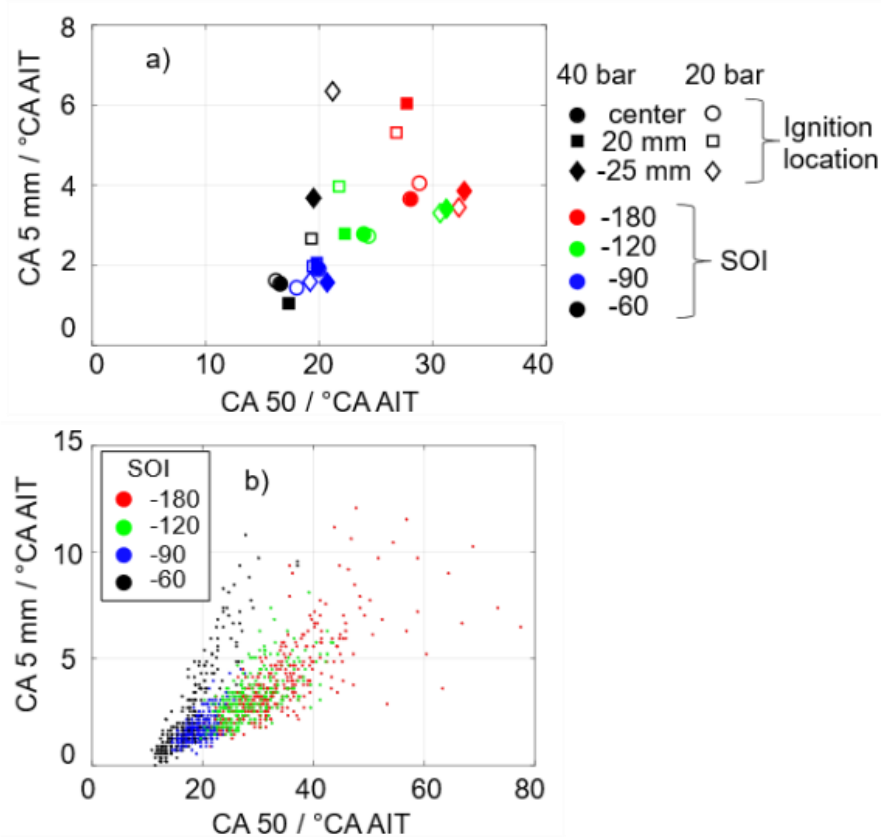 a)
CA 5 mm / °CA AIT
8
6
4
2
0
0 10 20 30 40
CA 50 / °CA AIT
40 bar 20 bar
center
20 mm
-25 mm
Ignition
location
-180
-120
-90
-60
SOI
b)
CA 5 mm / °CA AIT
15
10
5
0
SOI
-180
-120
-90
-60
0 20 40 60 80
CA 50 / °CA AIT